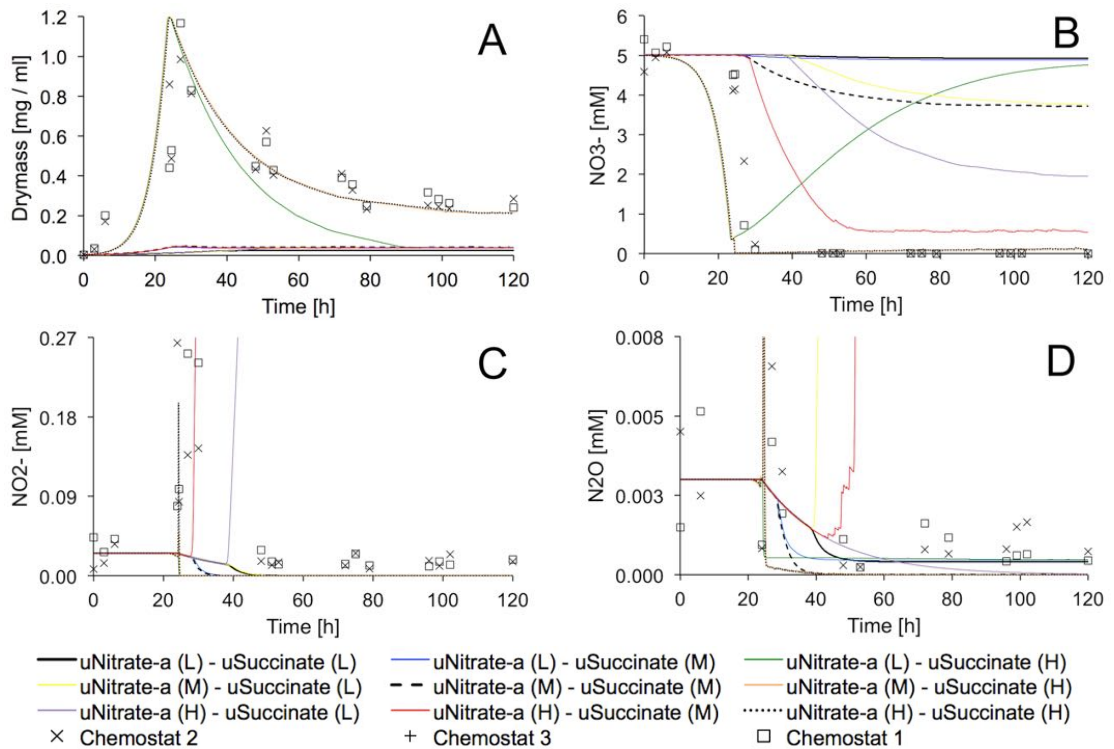 A
Drymass [mg / ml]
1.2
1.0
0.8
0.6
0.4
0.2
0.0
0 20 40 60 80 100 120
Time [h]
B
NO3- [mM]
6
5
4
3
2
1
0
0 20 40 60 80 100 120
Time [h]
C
NO2- [mM]
0.27
0.18
0.09
0.00
0 20 40 60 80 100 120
Time [h]
D
N2O [mM]
0.008
0.005
0.003
0.000
0 20 40 60 80 100 120
Time [h]
uNitrate-a (L) - uSuccinate (L) uNitrate-a (L) - uSuccinate (M) uNitrate-a (L) - uSuccinate (H)
uNitrate-a (M) - uSuccinate (L) uNitrate-a (M) - uSuccinate (M) uNitrate-a (M) - uSuccinate (H)
uNitrate-a (H) - uSuccinate (L) uNitrate-a (H) - uSuccinate (M) uNitrate-a (H) - uSuccinate (H)
Chemostat 2 Chemostat 3 Chemostat 1